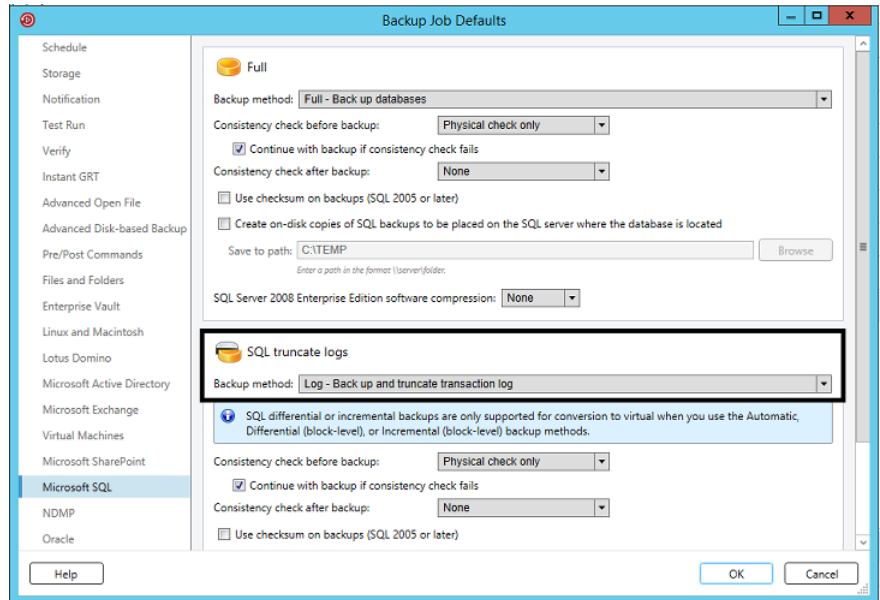 Backup Job Defaults
Schedule
Storage
Notification
Test Run
Verify
Instant GRT
Advanced Open File
Advanced Disk-based Backup
Pre/Post Commands
Files and Folders
Enterprise Vault
Linux and Macintosh
Lotus Domino
Microsoft Active Directory
Microsoft Exchange
Virtual Machines
Microsoft SharePoint
Microsoft SQL
NDMP
Oracle
Full
Backup method: Full - Back up databases
Consistency check before backup: Physical check only
Continue with backup if consistency check fails
Consistency check after backup: None
Use checksum on backups (SQL 2005 or later)
Create on-disk copies of SQL backups to be placed on the SQL server where the database is located
Save to path: C:\TEMP Browse
Enter a path in the format \\server\folder.
SQL Server 2008 Enterprise Edition software compression: None
SQL truncate logs
Backup method: Log - Back up and truncate transaction log
SQL differential or incremental backups are only supported for conversion to virtual when you use the Automatic,
Differential (block-level), or Incremental (block-level) backup methods.
Consistency check before backup: Physical check only
Continue with backup if consistency check fails
Consistency check after backup: None
Use checksum on backups (SQL 2005 or later)
Help OK Cancel